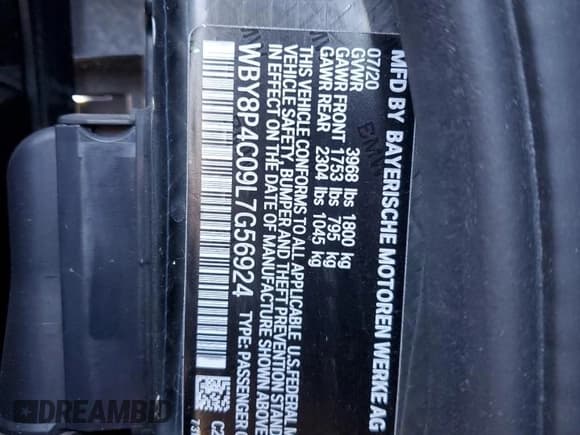 MFD BY BAYERISCHE MOTOREN WERKE AG
07/20
GVWR 3968 lbs 1800 kg
GAWR FRONT 1753 lbs 795 kg
GAWR REAR 2304 lbs 1045 kg
THIS VEHICLE CONFORMS TO ALL APPLICABLE U.S. FEDERAL
VEHICLE SAFETY, BUMPER AND THEFT PREVENTION STAND
IN EFFECT ON THE DATE OF MANUFACTURE SHOWN ABOVE
WBY8P4C09L7G56924 TYPE: PASSENGER
DREAMBID